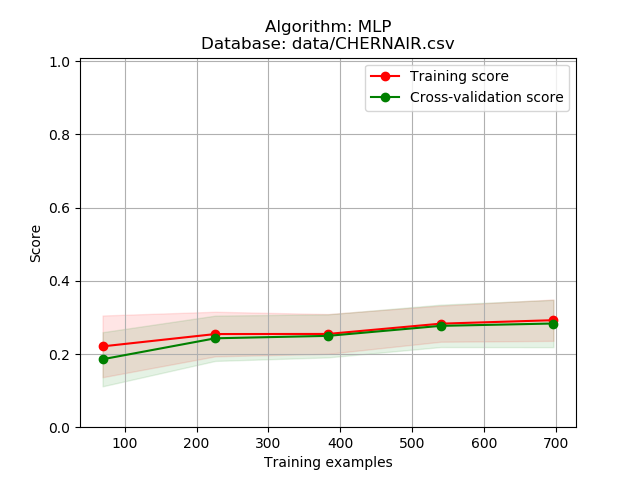 Algorithm: MLP
Database: data/CHERNAIR.csv
Training score
Cross-validation score
1.0
0.8
0.6
0.4
0.2
0.0
Score
100
200
300
400
500
600
700
Training examples